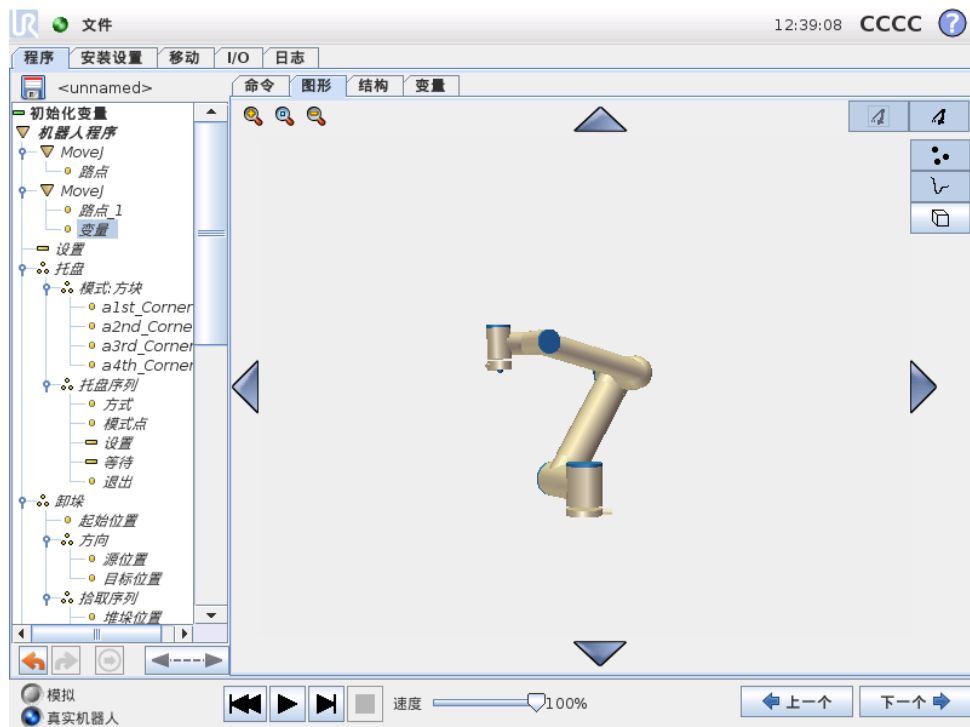 UR 文件 12:39:08 CCCC ?
程序 安装设置 移动 I/O 日志
<unnamed> 命令 图形 结构 变量
初始化变量
机器人程序
MoveJ
路点
MoveJ
路点_1
变量
设置
托盘
模式:方块
a1st_Corner
a2nd_Corner
a3rd_Corner
a4th_Corner
托盘序列
方式
模式点
设置
等待
退出
卸垛
起始位置
方向
源位置
目标位置
拾取序列
堆垛位置
模拟
真实机器人
速度 100% 上一个 下一个